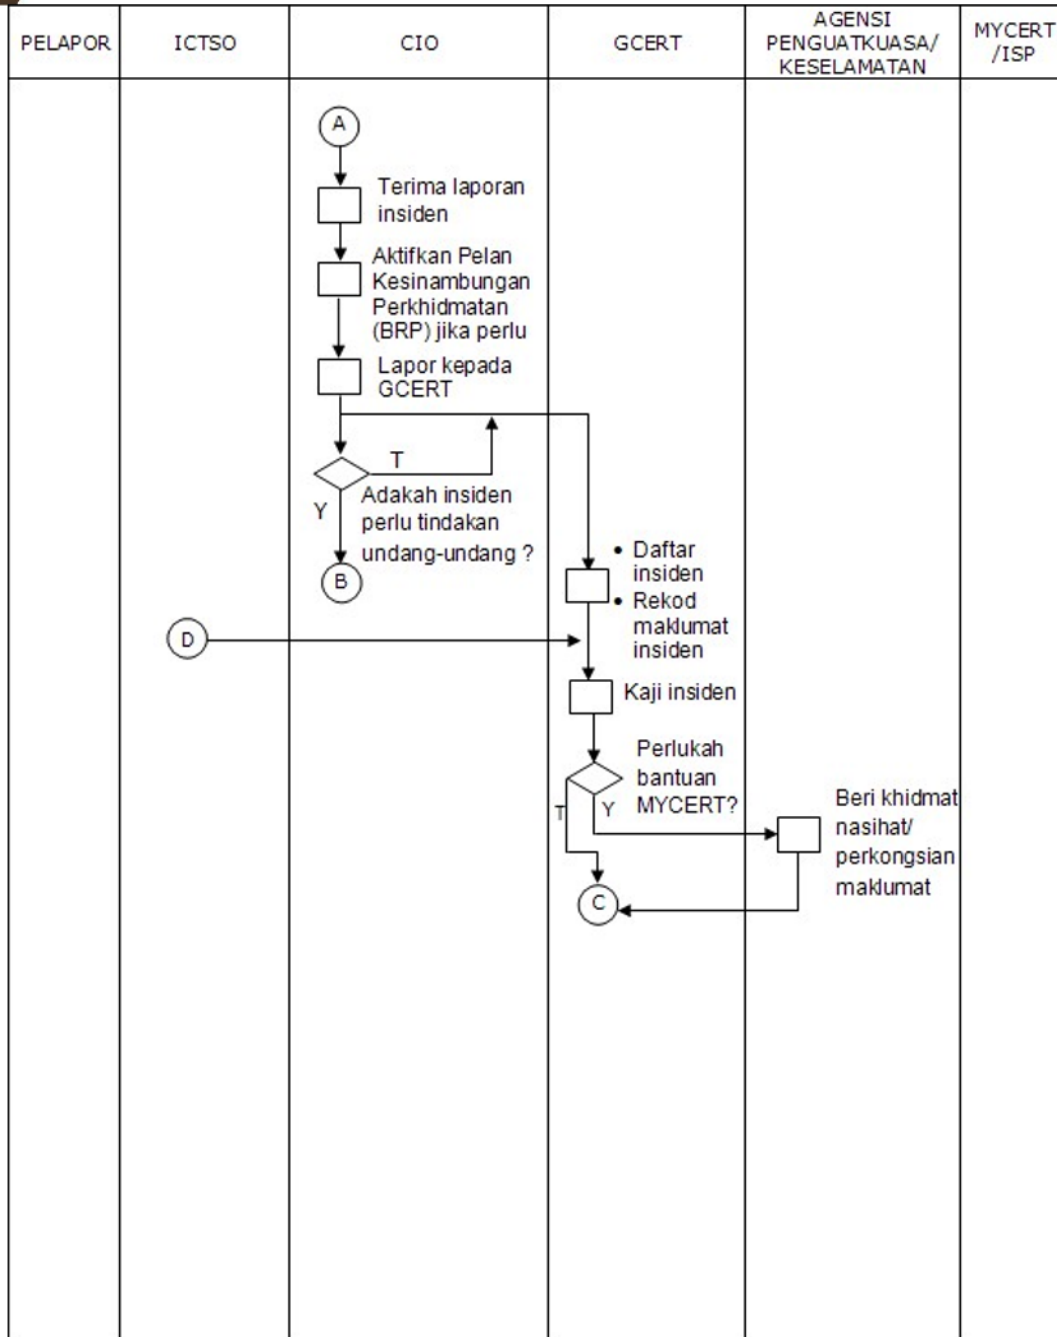 PELAPOR
ICTSO
CIO
GCERT
AGENSI
PENGUATKUASA/
KESELAMATAN
MYCERT
/ISP
A
Terima laporan
insiden
Aktifkan Pelan
Kesinambungan
Perkhidmatan
(BRP) jika perlu
Lapor kepada
GCERT
T
Adakah insiden
perlu tindakan
undang-undang ?
Y
B
• Daftar
insiden
• Rekod
maklumat
insiden
D
Kaji insiden
Perlukah
bantuan
MYCERT?
T
Y
Beri khidmat
nasihat/
perkongsian
maklumat
C